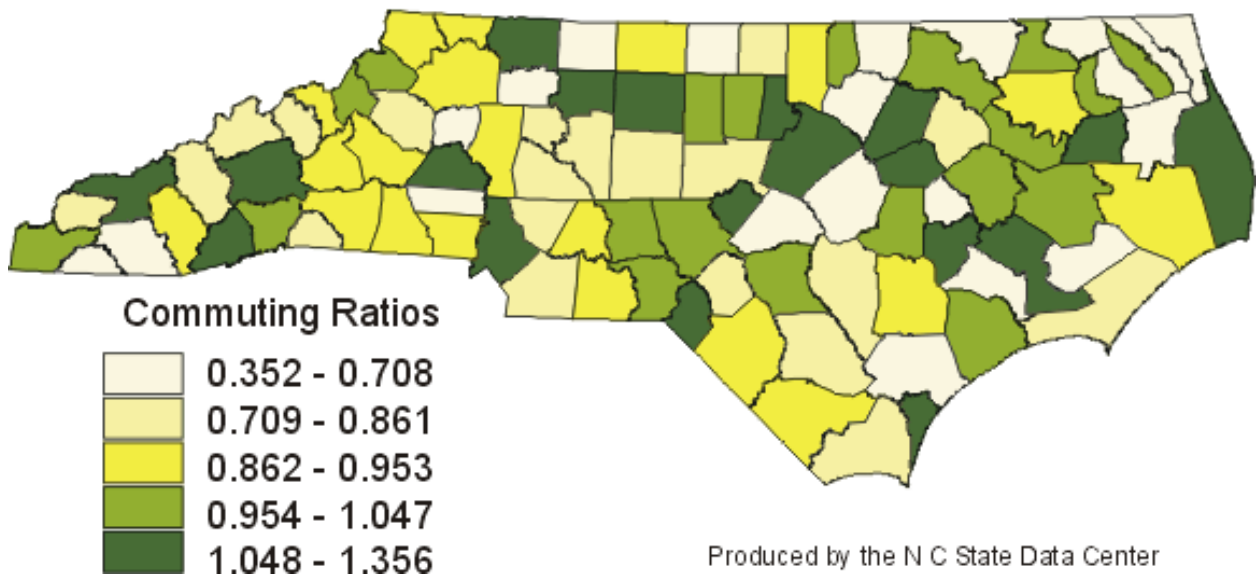 Commuting Ratios
0.352 - 0.708
0.709 - 0.861
0.862 - 0.953
0.954 - 1.047
1.048 - 1.356
Produced by the N C State Data Center